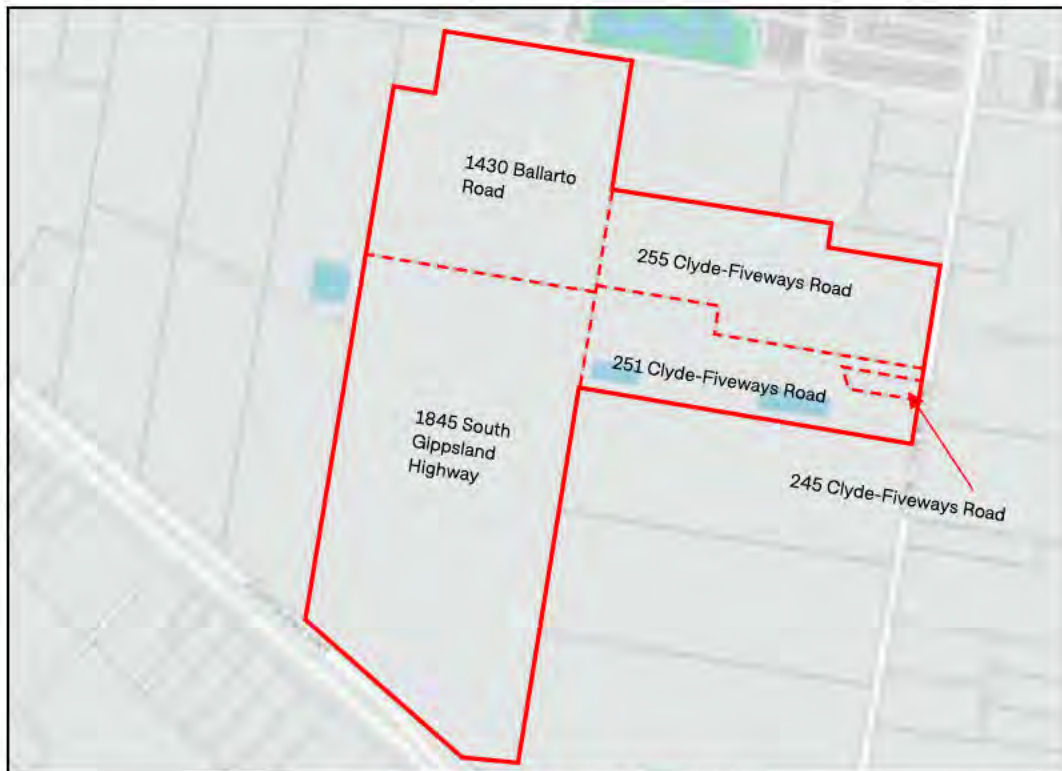 1430 Ballarto
Road
255 Clyde-Fiveways Road
251 Clyde-Fiveways Road
1845 South
Gippsland
Highway
245 Clyde-Fiveways Road